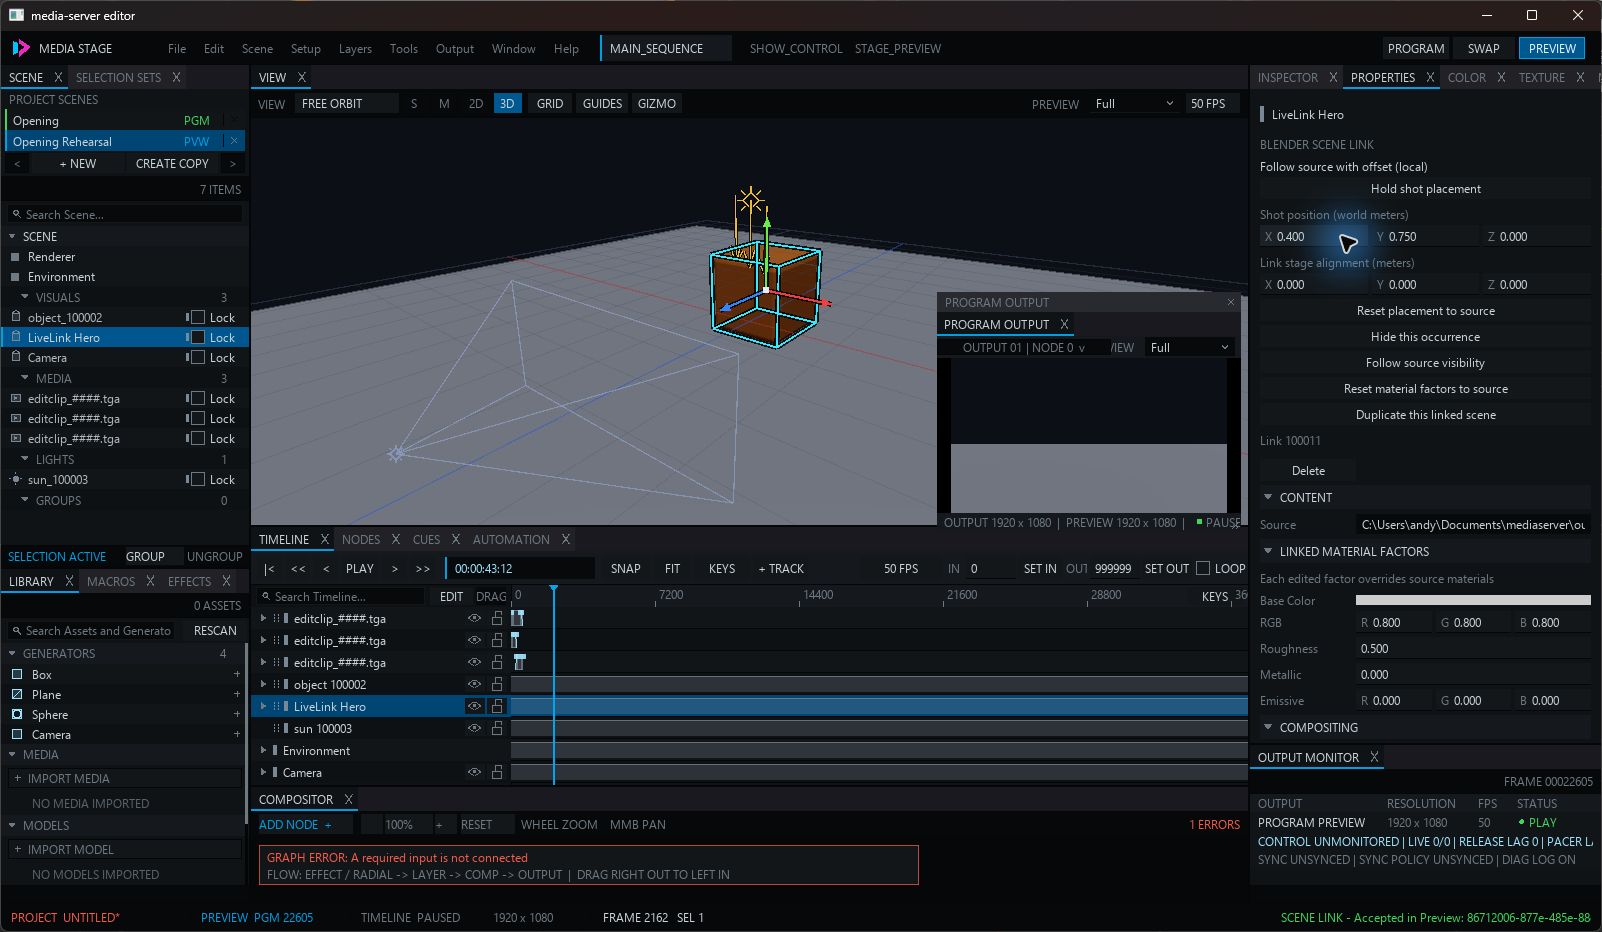 media-server editor
MEDIA STAGE
File Edit Scene Setup Layers Tools Output Window Help
MAIN_SEQUENCE SHOW_CONTROL STAGE_PREVIEW
PROGRAM SWAP PREVIEW
SCENE X SELECTION SETS X
PROJECT SCENES
Opening PGM
Opening Rehearsal PVW X
< + NEW CREATE COPY >
7 ITEMS
Search Scene...
SCENE
Renderer
Environment
VISUALS 3
object_100002 Lock
LiveLink Hero Lock
Camera Lock
MEDIA 3
editclip_####.tga Lock
editclip_####.tga Lock
editclip_####.tga Lock
LIGHTS 1
sun_100003 Lock
GROUPS 0
SELECTION ACTIVE GROUP UNGROUP
LIBRARY X MACROS X EFFECTS X
0 ASSETS
Search Assets and Generato RESCAN
GENERATORS 4
Box +
Plane +
Sphere +
Camera +
MEDIA
+ IMPORT MEDIA
NO MEDIA IMPORTED
MODELS
+ IMPORT MODEL
NO MODELS IMPORTED
VIEW X
VIEW FREE ORBIT S M 2D 3D GRID GUIDES GIZMO PREVIEW Full 50 FPS
PROGRAM OUTPUT X
PROGRAM OUTPUT X
OUTPUT 01 | NODE 0 v /IEW Full
OUTPUT 1920 x 1080 | PREVIEW 1920 x 1080 | PAUSE
TIMELINE X NODES X CUES X AUTOMATION X
|< << < PLAY > >> 00:00:43:12 SNAP FIT KEYS + TRACK 50 FPS IN 0 SET IN OUT 999999 SET OUT LOOP
Search Timeline... EDIT DRAG 0 7200 14400 21600 28800 KEYS 36
editclip_####.tga
editclip_####.tga
editclip_####.tga
object 100002
LiveLink Hero
sun 100003
Environment
Camera
COMPOSITOR X
ADD NODE + 100% + RESET WHEEL ZOOM MMB PAN 1 ERRORS
GRAPH ERROR: A required input is not connected
FLOW: EFFECT / RADIAL -> LAYER -> COMP -> OUTPUT | DRAG RIGHT OUT TO LEFT IN
INSPECTOR X PROPERTIES X COLOR X TEXTURE X
LiveLink Hero
BLENDER SCENE LINK
Follow source with offset (local)
Hold shot placement
Shot position (world meters)
X 0.400 Y 0.750 Z 0.000
Link stage alignment (meters)
X 0.000 Y 0.000 Z 0.000
Reset placement to source
Hide this occurrence
Follow source visibility
Reset material factors to source
Duplicate this linked scene
Link 100011
Delete
CONTENT
Source C:\Users\andy\Documents\mediaserver\ou
LINKED MATERIAL FACTORS
Each edited factor overrides source materials
Base Color
RGB R 0.800 G 0.800 B 0.800
Roughness 0.500
Metallic 0.000
Emissive R 0.000 G 0.000 B 0.000
COMPOSITING
OUTPUT MONITOR X
FRAME 00022605
OUTPUT RESOLUTION FPS STATUS
PROGRAM PREVIEW 1920 x 1080 50 PLAY
CONTROL UNMONITORED | LIVE 0/0 | RELEASE LAG 0 | PACER LA
SYNC UNSYNCED | SYNC POLICY UNSYNCED | DIAG LOG ON
PROJECT UNTITLED* PREVIEW PGM 22605 TIMELINE PAUSED 1920 x 1080 FRAME 2162 SEL 1 SCENE LINK - Accepted in Preview: 86712006-877e-485e-88